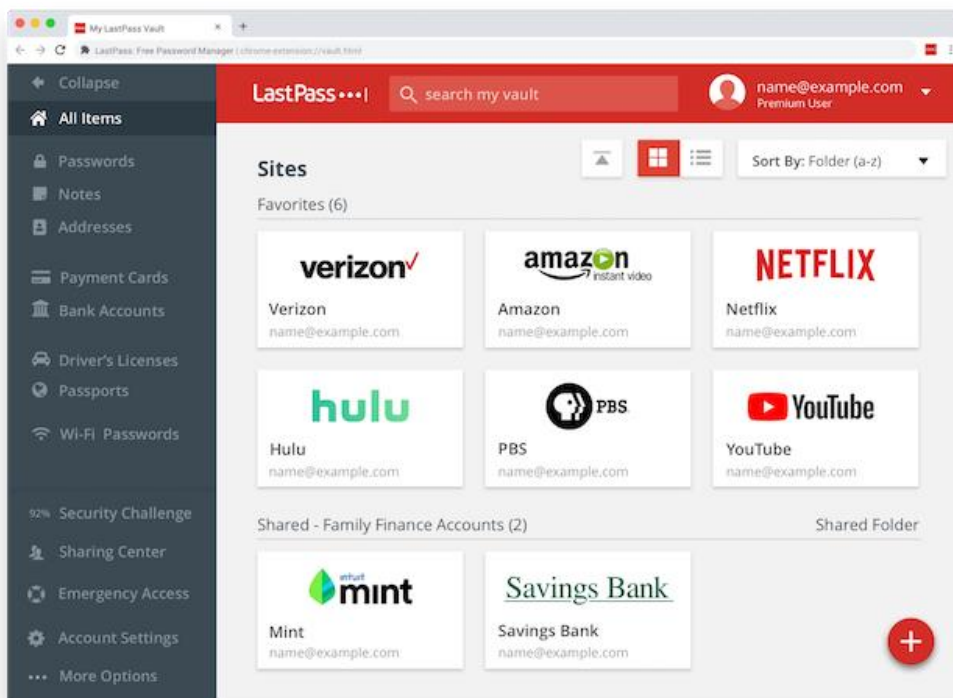 My LastPass Vault
LastPass: Free Password Manager | chrome-extension://vault.html
Collapse
All Items
Passwords
Notes
Addresses
Payment Cards
Bank Accounts
Driver's Licenses
Passports
Wi-Fi Passwords
92% Security Challenge
Sharing Center
Emergency Access
Account Settings
More Options
LastPass
search my vault
name@example.com
Premium User
Sites
Sort By: Folder (a-z)
Favorites (6)
verizon
Verizon
name@example.com
amazon
instant video
Amazon
name@example.com
NETFLIX
Netflix
name@example.com
hulu
Hulu
name@example.com
PBS
PBS
name@example.com
YouTube
YouTube
name@example.com
Shared - Family Finance Accounts (2) Shared Folder
intuit
mint
Mint
name@example.com
Savings Bank
Savings Bank
name@example.com